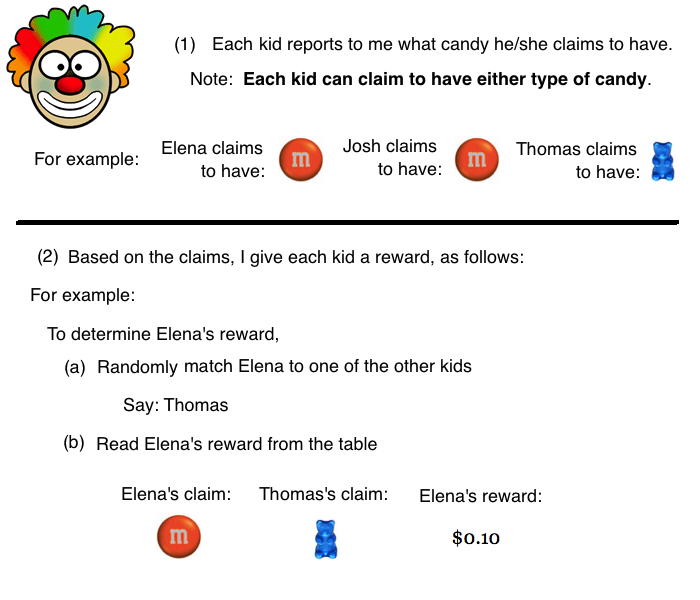 (1) Each kid reports to me what candy he/she claims to have.
Note: Each kid can claim to have either type of candy.
For example:
Elena claims
to have:
m
Josh claims
to have:
m
Thomas claims
to have:
(2) Based on the claims, I give each kid a reward, as follows:
For example:
To determine Elena's reward,
(a) Randomly match Elena to one of the other kids
Say: Thomas
(b) Read Elena's reward from the table
Elena's claim: Thomas's claim: Elena's reward:
m $0.10